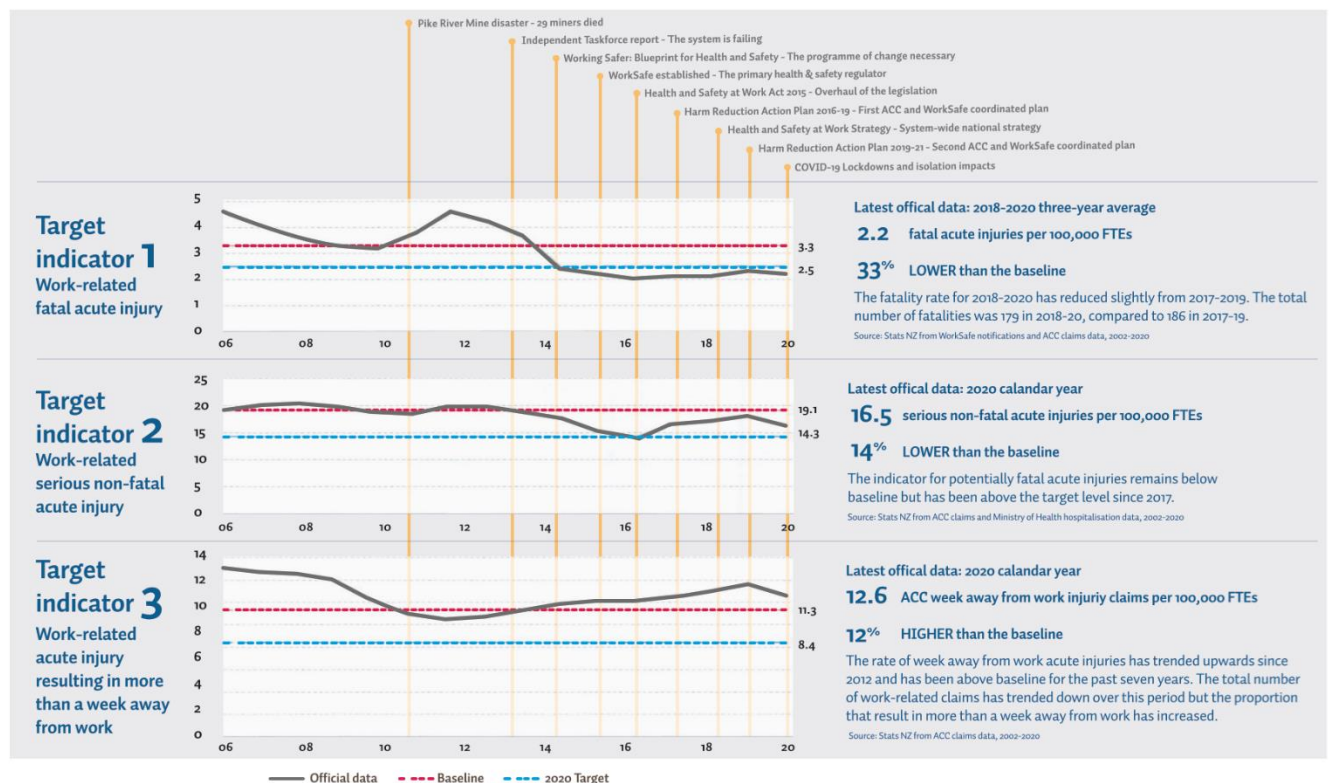 Pike River Mine disaster - 29 miners died
Independent Taskforce report - The system is failing
Working Safer: Blueprint for Health and Safety - The programme of change necessary
WorkSafe established - The primary health & safety regulator
Health and Safety at Work Act 2015 - Overhaul of the legislation
Harm Reduction Action Plan 2016-19 - First ACC and WorkSafe coordinated plan
Health and Safety at Work Strategy - System-wide national strategy
Harm Reduction Action Plan 2019-21 - Second ACC and WorkSafe coordinated plan
COVID-19 Lockdowns and isolation impacts
Target
indicator 1
Work-related
fatal acute injury
5
4
3
2
1
0
06 08 10 12 14 16 18 20
3.3
2.5
Latest offical data: 2018-2020 three-year average
2.2 fatal acute injuries per 100,000 FTEs
33% LOWER than the baseline
The fatality rate for 2018-2020 has reduced slightly from 2017-2019. The total
number of fatalities was 179 in 2018-20, compared to 186 in 2017-19.
Source: Stats NZ from WorkSafe notifications and ACC claims data, 2002-2020
Target
indicator 2
Work-related
serious non-fatal
acute injury
25
20
15
10
5
0
06 08 10 12 14 16 18 20
19.1
14.3
Latest offical data: 2020 calandar year
16.5 serious non-fatal acute injuries per 100,000 FTEs
14% LOWER than the baseline
The indicator for potentially fatal acute injuries remains below
baseline but has been above the target level since 2017.
Source: Stats NZ from ACC claims and Ministry of Health hospitalisation data, 2002-2020
Target
indicator 3
Work-related
acute injury
resulting in more
than a week away
from work
14
12
10
8
6
4
2
0
06 08 10 12 14 16 18 20
11.3
8.4
Latest offical data: 2020 calandar year
12.6 ACC week away from work injuriy claims per 100,000 FTEs
12% HIGHER than the baseline
The rate of week away from work acute injuries has trended upwards since
2012 and has been above baseline for the past seven years. The total number
of work-related claims has trended down over this period but the proportion
that result in more than a week away from work has increased.
Source: Stats NZ from ACC claims data, 2002-2020
Official data Baseline 2020 Target